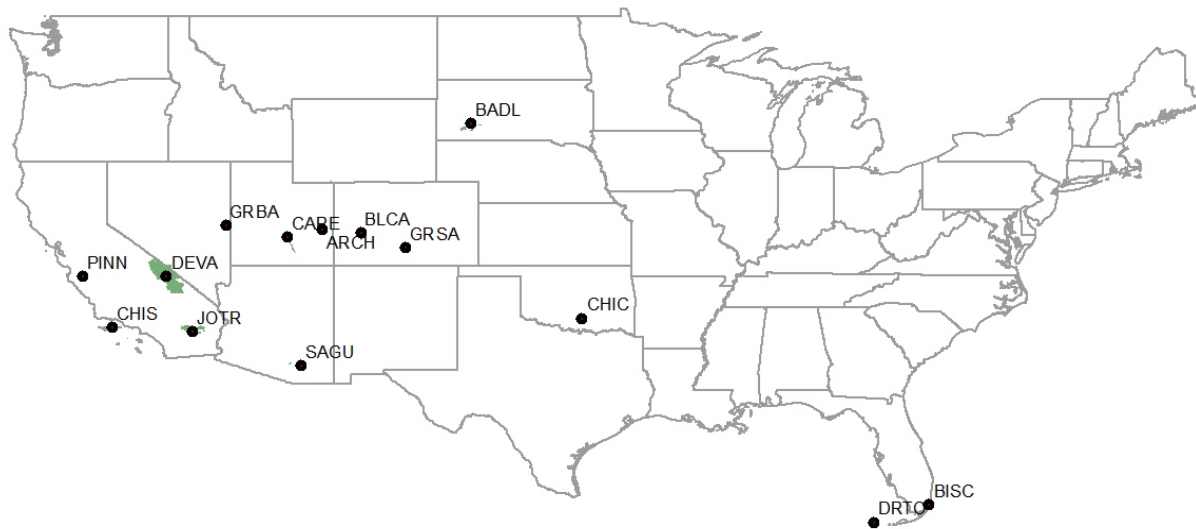 BADL
GRBA
CARE
ARCH
BLCA
GRSA
PINN
DEVA
CHIS
JOTR
CHIC
SAGU
BISC
DRTO